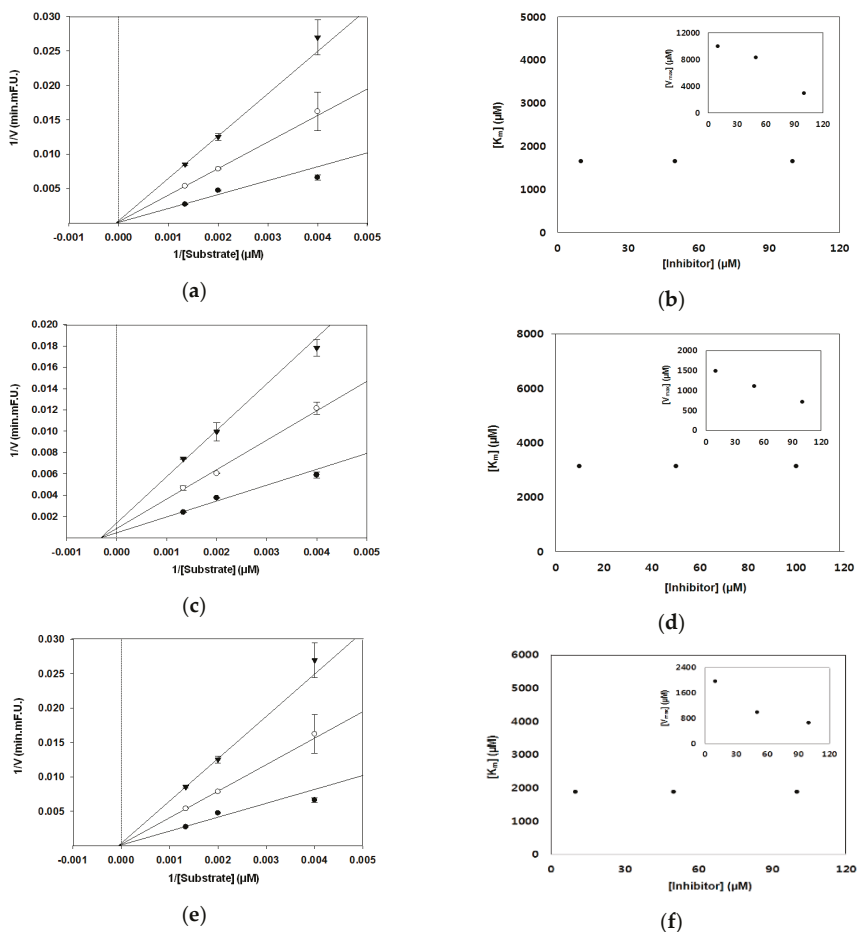 0.030
0.025
0.020
0.015
0.010
0.005
1/V (min.mF.U.)
-0.001 0.000 0.001 0.002 0.003 0.004 0.005
1/[Substrate] (µM)
(a)
5000
4000
3000
2000
1000
0
[Km] (µM)
0 30 60 90 120
[Inhibitor] (µM)
12000
8000
4000
0
[Vmax] (µM)
0 30 60 90 120
(b)
0.020
0.018
0.016
0.014
0.012
0.010
0.008
0.006
0.004
0.002
1/V (min.mF.U.)
-0.001 0.000 0.001 0.002 0.003 0.004 0.005
1/[Substrate] (µM)
(c)
8000
6000
4000
2000
0
[Km] (µM)
0 20 40 60 80 100 120
[Inhibitor] (µM)
2000
1500
1000
500
0
[Vmax] (µM)
0 30 60 90 120
(d)
0.030
0.025
0.020
0.015
0.010
0.005
1/V (min.mF.U.)
-0.001 0.000 0.001 0.002 0.003 0.004 0.005
1/[Substrate] (µM)
(e)
6000
5000
4000
3000
2000
1000
0
[Km] (µM)
0 30 60 90 120
[Inhibitor] (µM)
2400
1600
800
0
[Vmax] (µM)
0 30 60 90 120
(f)